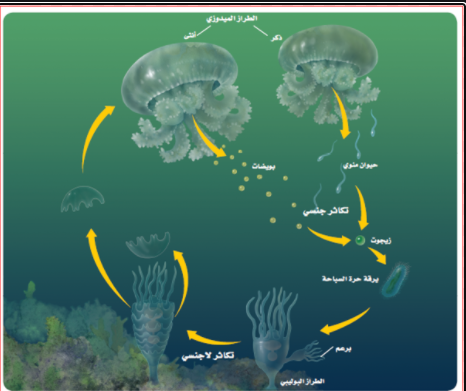 الطراز الميدوزي
أنثى
ذكر
حيوان منوي
بويضات
تكاثر جنسي
زيجوت
يرقة حرة السباحة
برعم
تكاثر لاجنسي
الطراز البوليبي